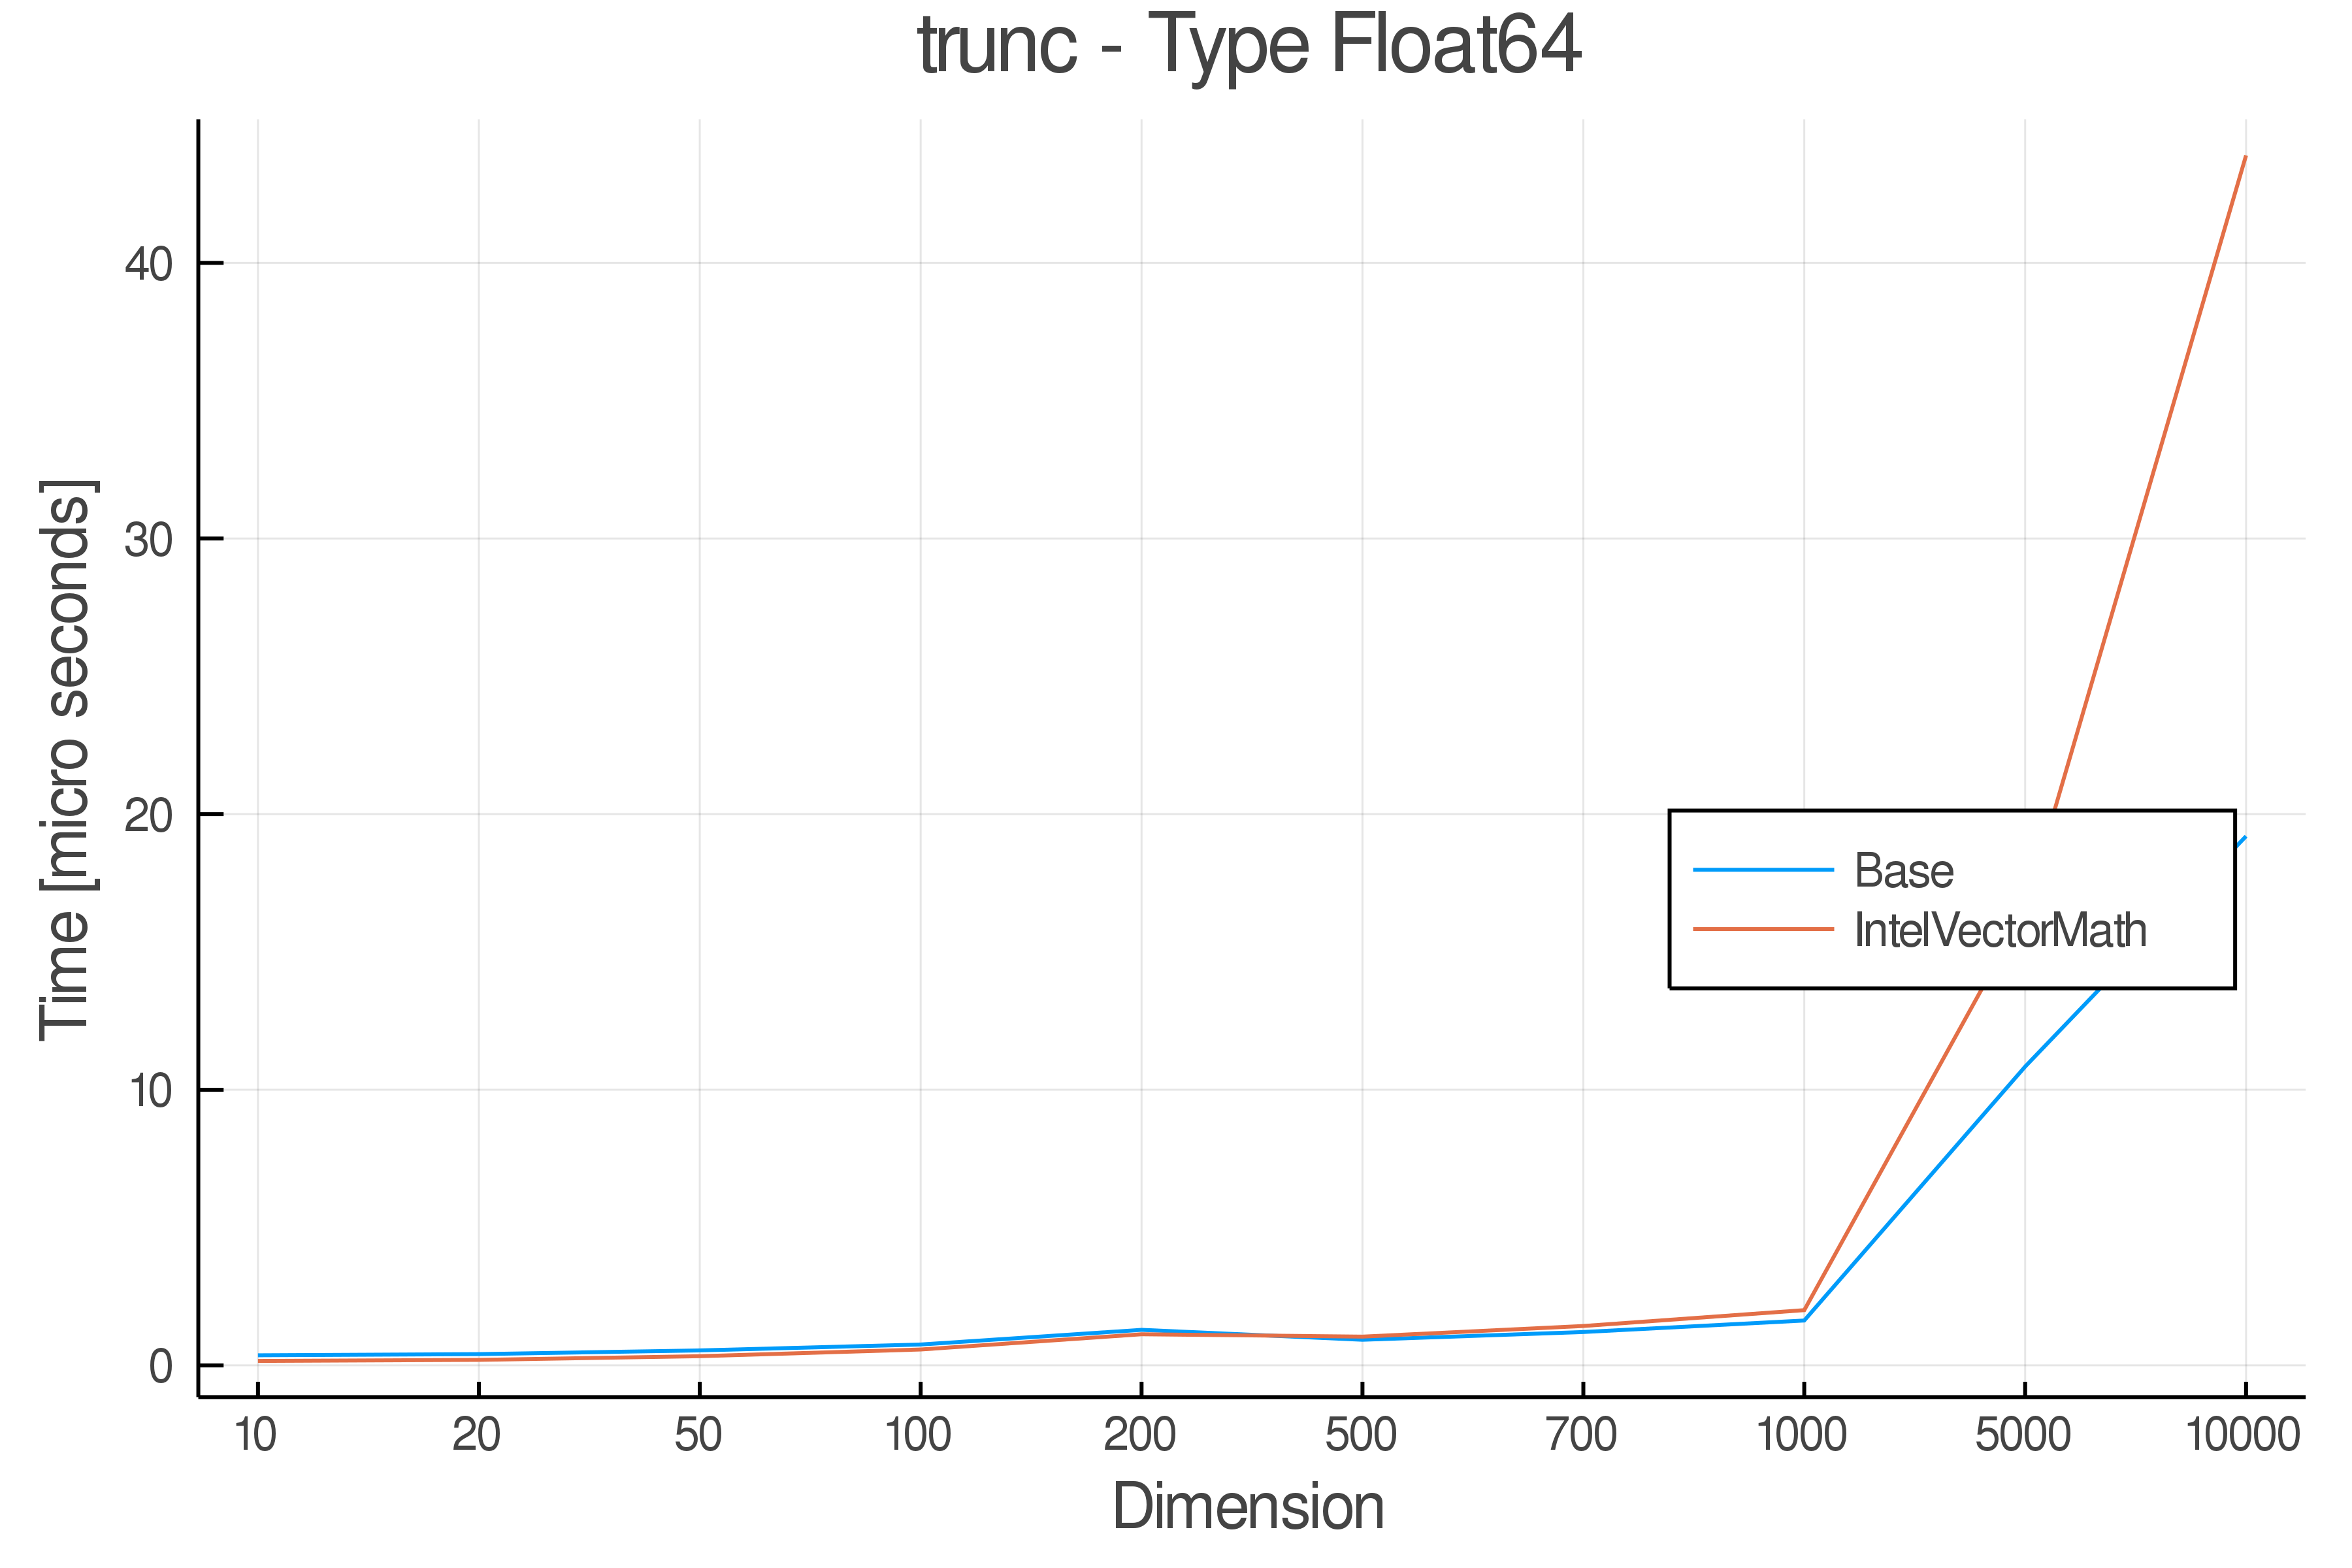 trunc - Type Float64
Time [micro seconds]
40
30
20
10
0
Base
IntelVectorMath
10 20 50 100 200 500 700 1000 5000 10000
Dimension